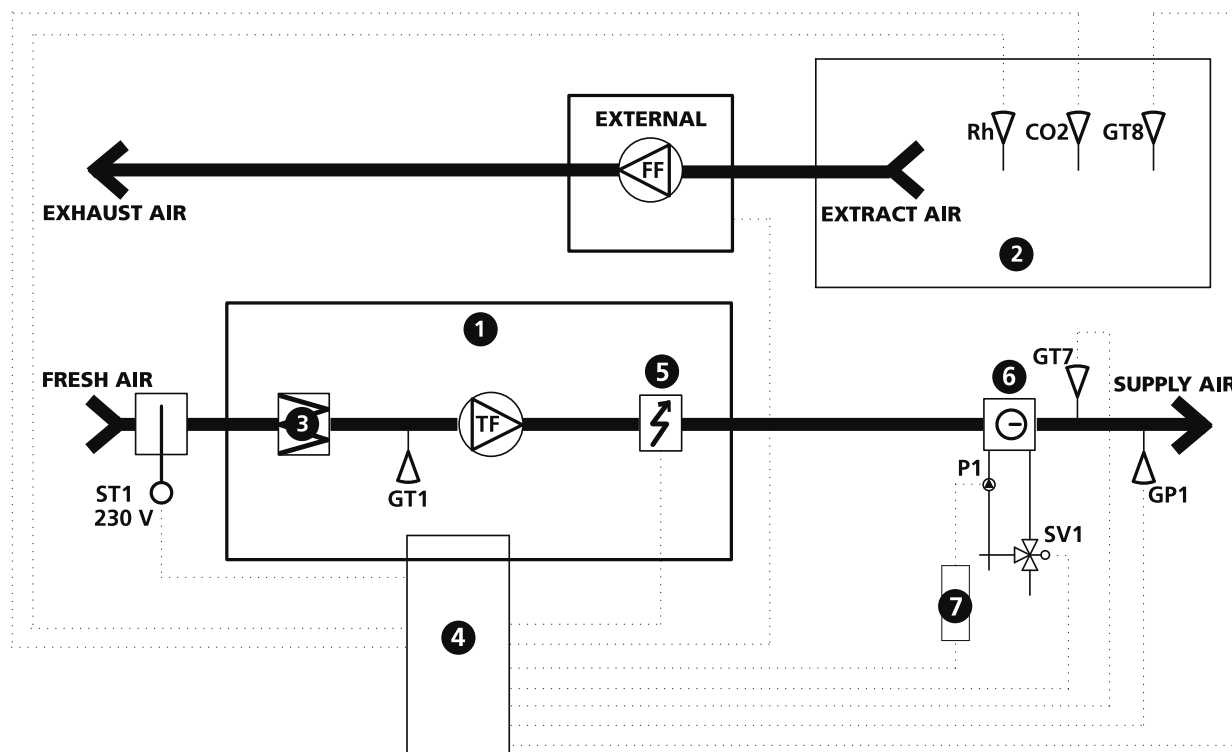 EXTERNAL
Rh
CO2
GT8
FF
EXHAUST AIR
EXTRACT AIR
2
1
FRESH AIR
5
GT7
6
SUPPLY AIR
3
TF
P1
ST1
230 V
GT1
GP1
SV1
7
4